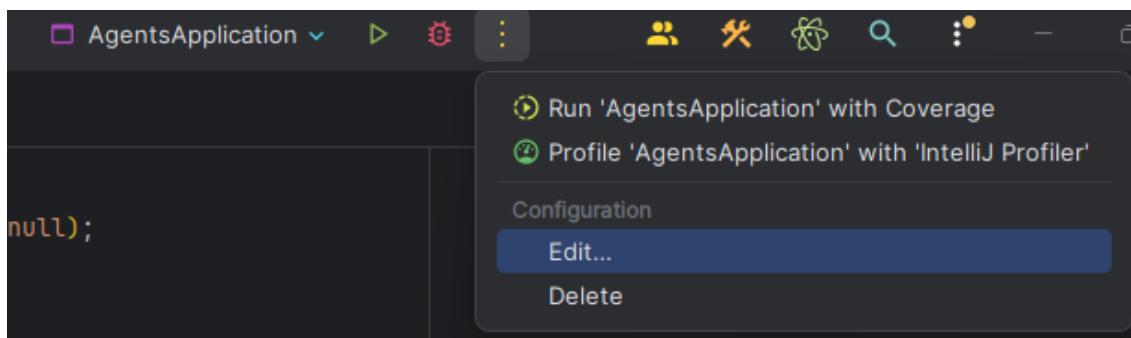 AgentsApplication
Run 'AgentsApplication' with Coverage
Profile 'AgentsApplication' with 'IntelliJ Profiler'
Configuration
null);
Edit...
Delete